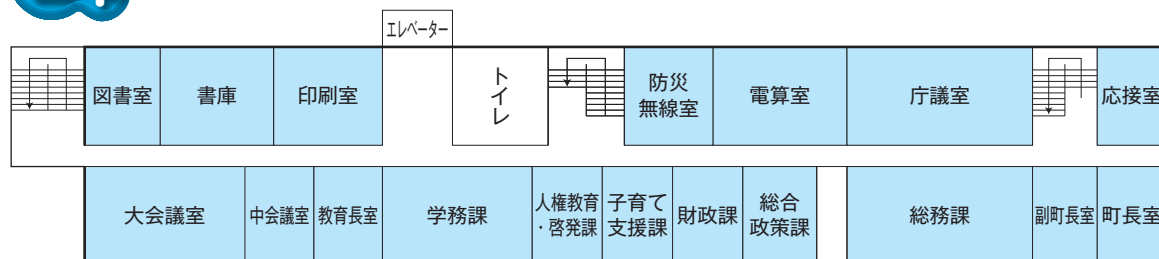 エレベーター
図書室
書庫
印刷室
トイレ
防災
無線室
電算室
庁議室
応接室
大会議室
中会議室
教育長室
学務課
人権教育
・啓発課
子育て
支援課
財政課
総合
政策課
総務課
副町長室
町長室